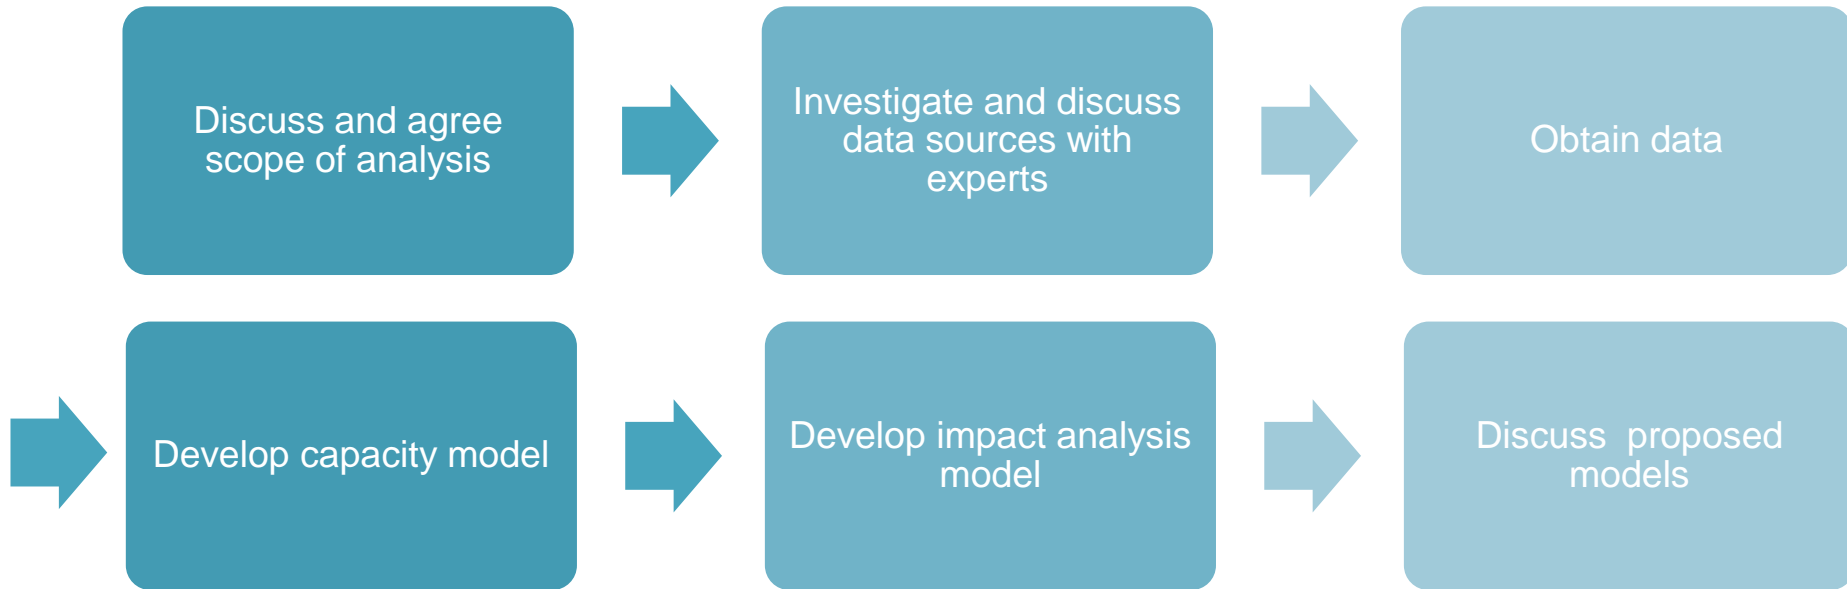 Discuss and agree
scope of analysis
Investigate and discuss
data sources with
experts
Obtain data
Develop capacity model
Develop impact analysis
model
Discuss  proposed
models